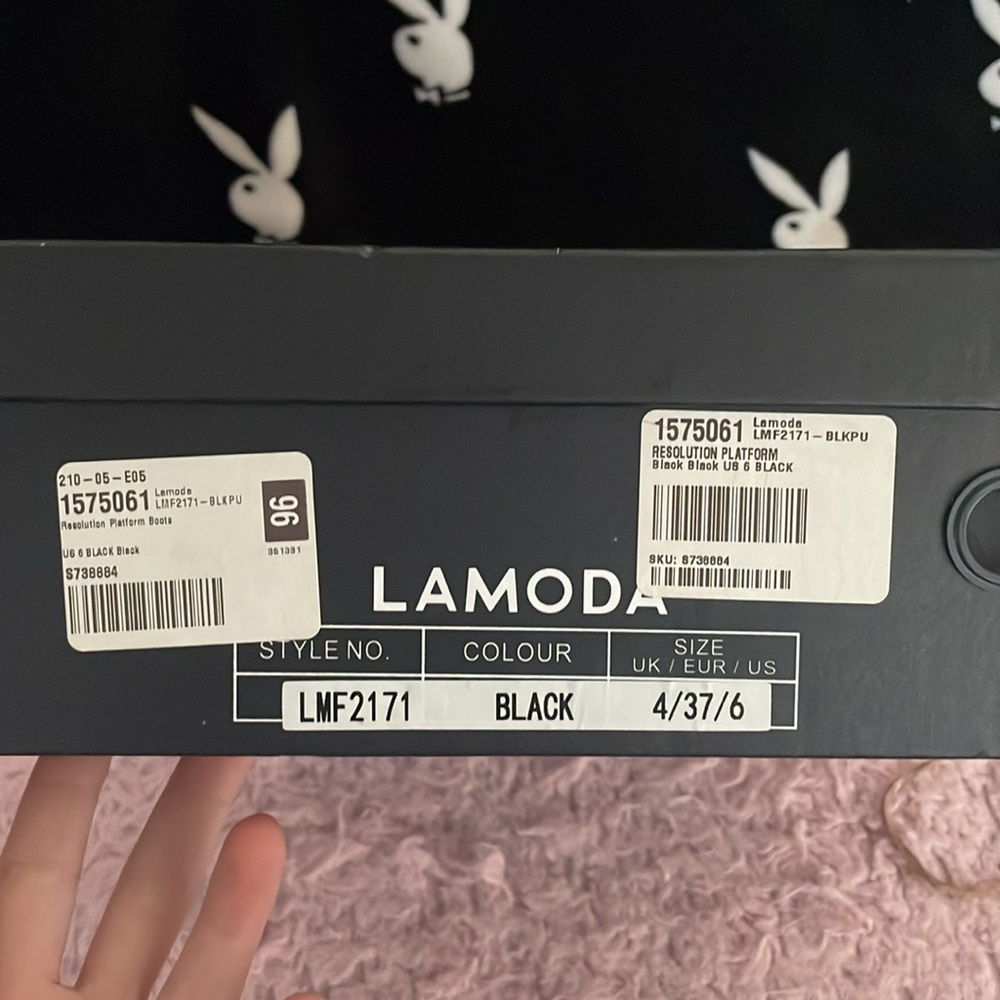 210-05-E05
1575061 Lamoda
LMF2171-BLKPU
Resolution Platform Boots
96
US 6 BLACK Black
S738884
1575061 Lamoda
LMF2171-BLKPU
RESOLUTION PLATFORM
Black Black US 6 BLACK
SKU: 8738884
LAMODA
STYLE NO. COLOUR SIZE
UK / EUR / US
LMF2171 BLACK 4/37/6